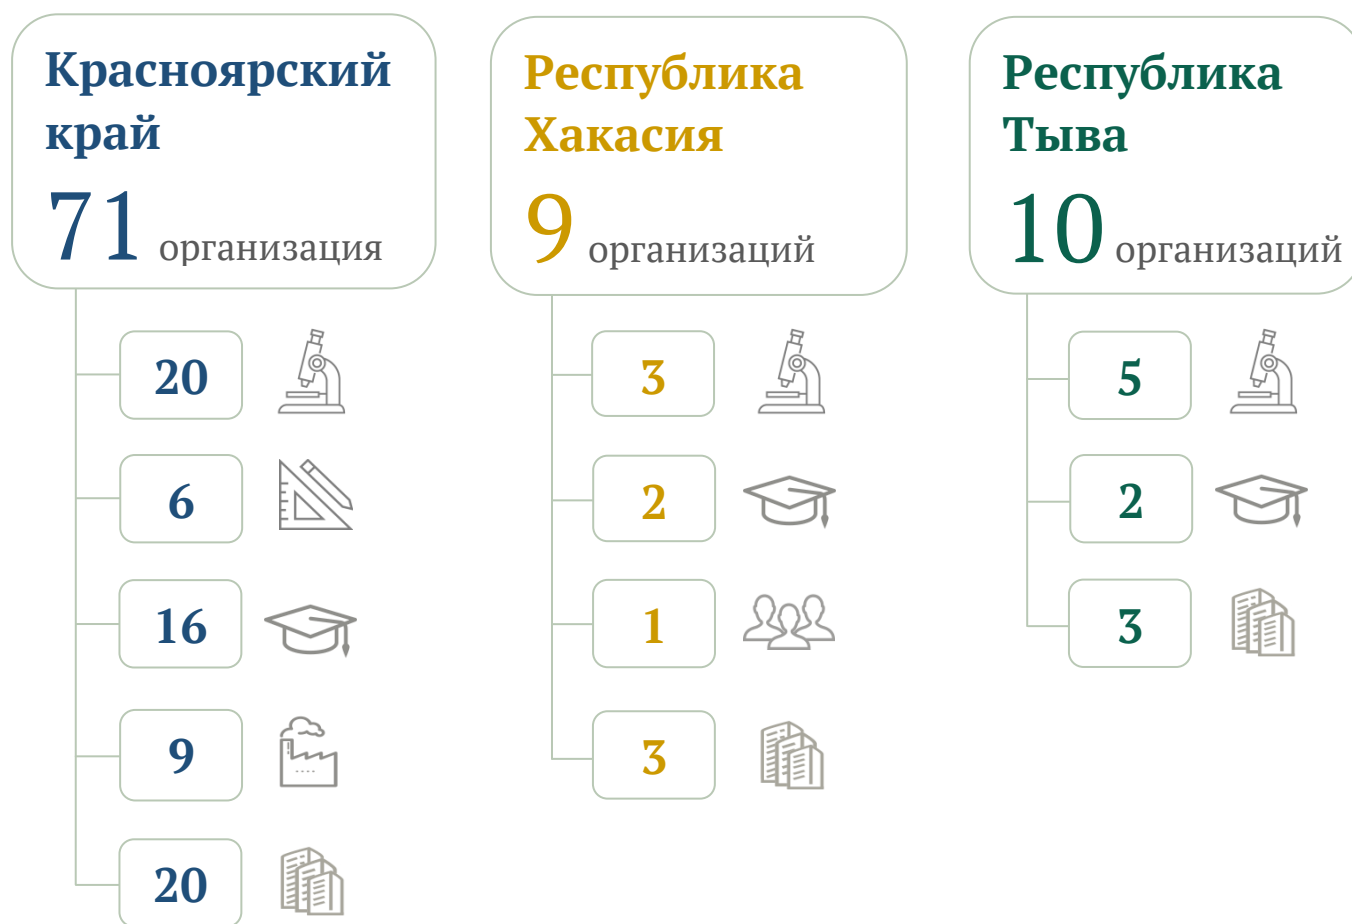 Красноярский
край
71 организация
20
6
16
9
20
Республика
Хакасия
9 организаций
3
2
1
3
Республика
Тыва
10 организаций
5
2
3